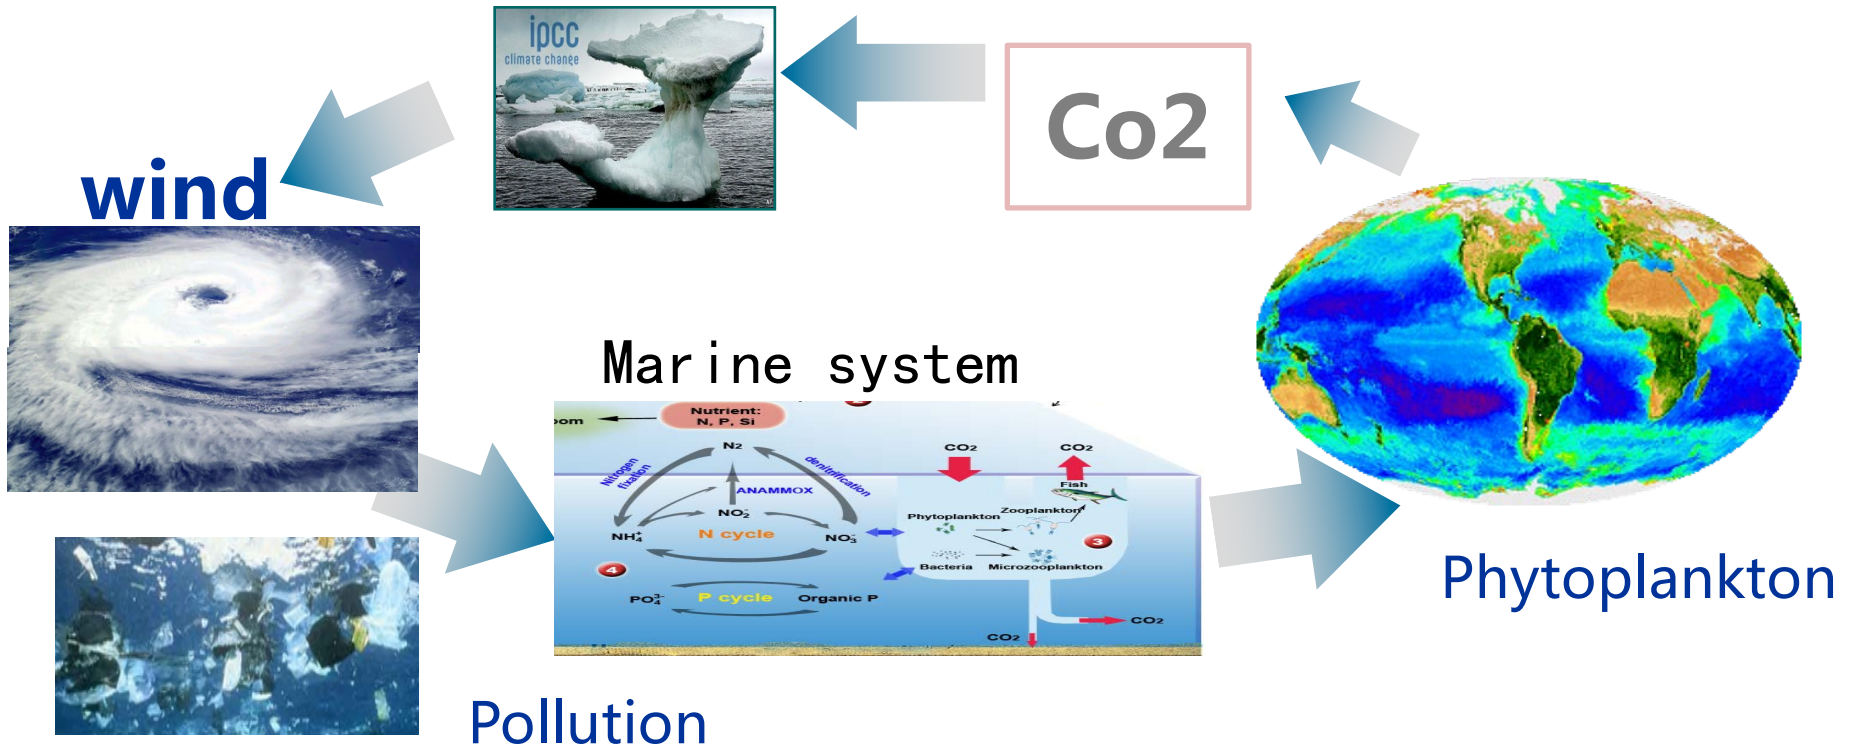 ipcc
climate change
Co2
wind
Marine system
Nutrient:
N, P, Si
oom
N2
CO2
CO2
Nitrogen
fixation
denitrification
ANAMMOX
Fish
NO2-
Phytoplankton
Zooplankton
NH4+
N cycle
NO3-
3
4
Bacteria
Microzooplankton
PO43-
P cycle
Organic P
CO2
CO2
Phytoplankton
Pollution